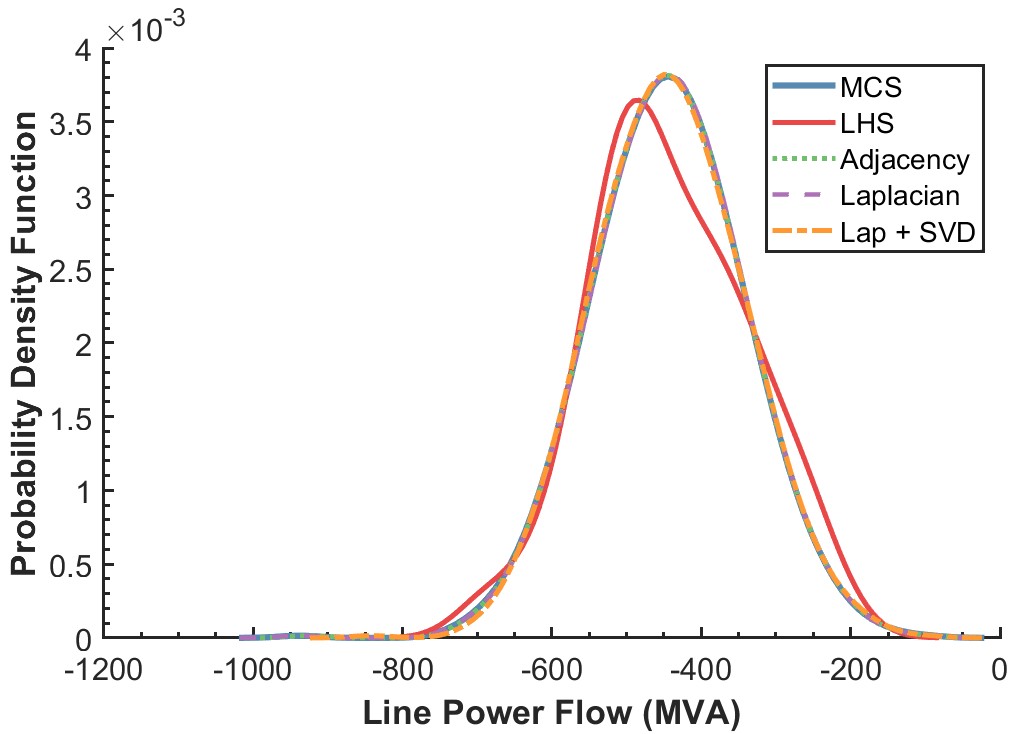 ×10-3
4
3.5
3
2.5
2
1.5
1
0.5
0
Probability Density Function
-1200
-1000
-800
-600
-400
-200
0
Line Power Flow (MVA)
MCS
LHS
Adjacency
Laplacian
Lap + SVD